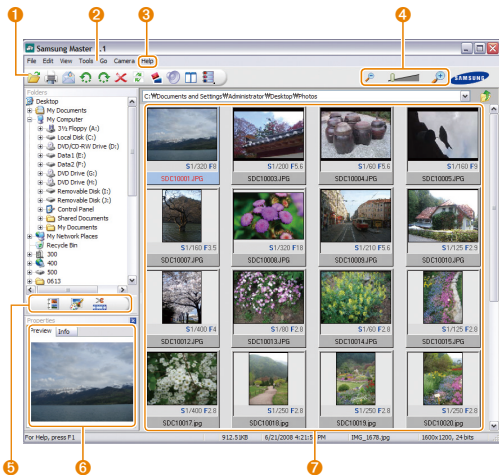 1
2
3
4
Samsung Master
.1
File Edit View Tools Go Camera Help
SAMSUNG
Folders
C:₩Documents and Settings₩Administrator₩Desktop₩Photos
Desktop
My Documents
My Computer
3½ Floppy (A:)
Local Disk (C:)
DVD/CD-RW Drive (D:)
Data1 (E:)
Data2 (F:)
DVD Drive (G:)
DVD Drive (H:)
Removable Disk (I:)
Removable Disk (J:)
Control Panel
Shared Documents
My Documents
My Network Places
Recycle Bin
300
400
500
0613
Properties
Preview Info
S1/320 F8
S1/200 F5.6
S1/60 F5.6
S1/160 F9
SDC10001.JPG
SDC10003.JPG
SDC10004.JPG
SDC10005.JPG
S1/160 F3.5
S1/320 F18
S1/210 F5.6
S1/125 F2.9
SDC10007.JPG
SDC10008.JPG
SDC10009.JPG
SDC10010.JPG
S1/400 F4
S1/80 F2.8
S1/60 F2.8
S1/125 F2.8
SDC10012.JPG
SDC10013.JPG
SDC10014.JPG
SDC10015.JPG
S1/400 F2.8
S1/250 F2.8
S1/250 F2.8
S1/250 F2.8
SDC10017.jpg
SDC10018.jpg
SDC10019.jpg
SDC10020.jpg
For Help, press F1
912.51KB
6/21/2008 4:21:5
PM
IMG_1678.jpg
1600x1200, 24 bits
5
6
7